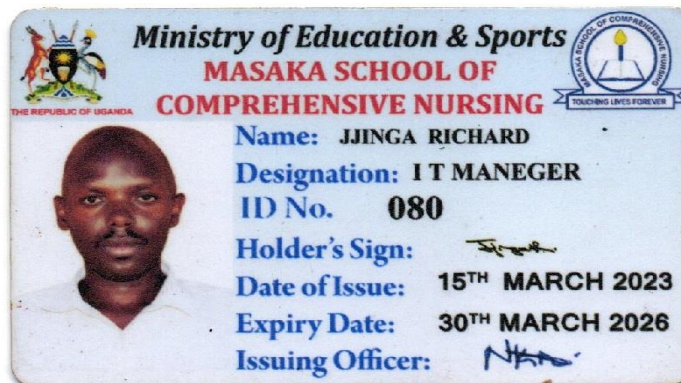 Ministry of Education & Sports
MASAKA SCHOOL OF
COMPREHENSIVE NURSING
THE REPUBLIC OF UGANDA
MASAKA SCHOOL OF COMPREHENSIVE NURSING
TOUCHING LIVES FOREVER
Name: JJINGA RICHARD
Designation: I T MANEGER
ID No. 080
Holder's Sign:
Date of Issue: 15TH MARCH 2023
Expiry Date: 30TH MARCH 2026
Issuing Officer: